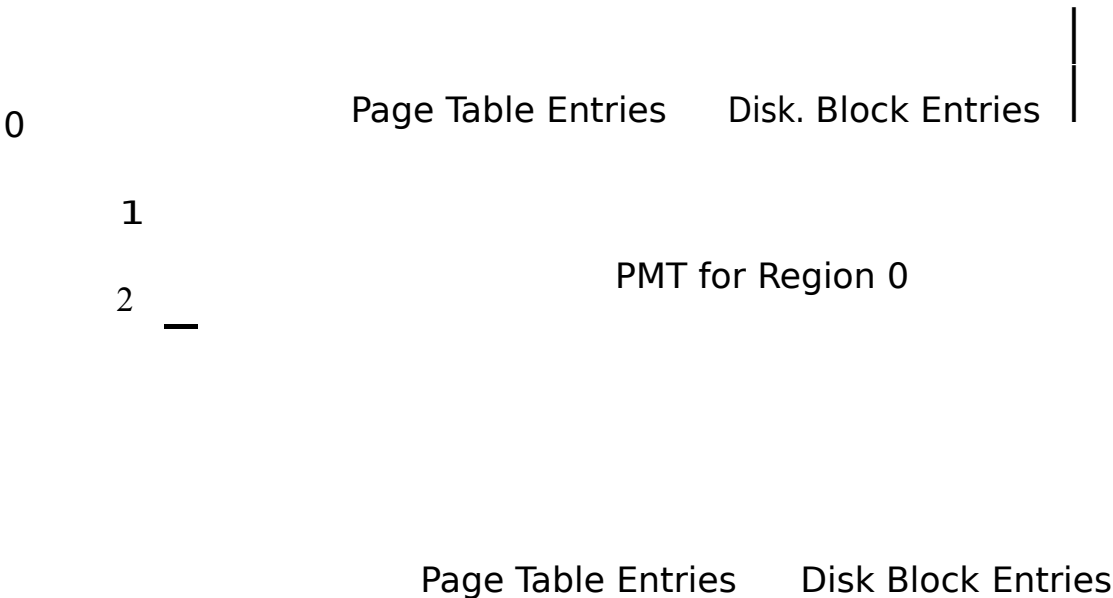 Page Table Entries Disk. Block Entries
0
1
PMT for Region 0
2
Page Table Entries Disk Block Entries